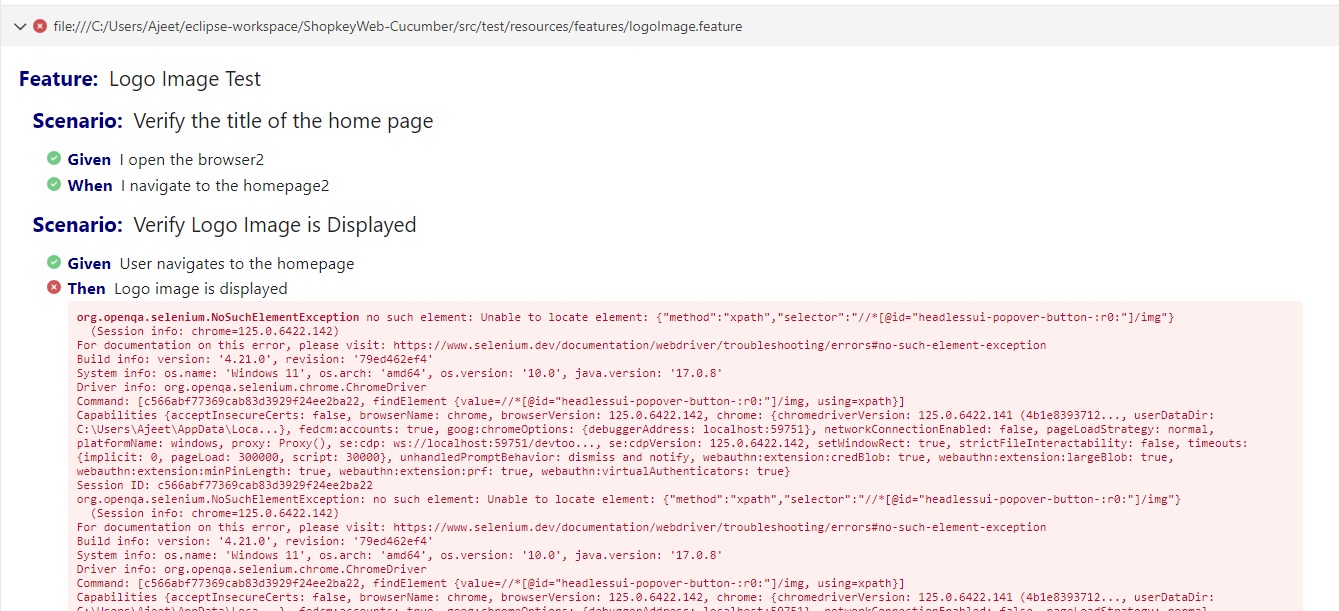 file:///C:/Users/Ajeet/eclipse-workspace/ShopkeyWeb-Cucumber/src/test/resources/features/logoImage.feature
Feature: Logo Image Test
Scenario: Verify the title of the home page
Given I open the browser2
When I navigate to the homepage2
Scenario: Verify Logo Image is Displayed
Given User navigates to the homepage
Then Logo image is displayed
org.openqa.selenium.NoSuchElementException no such element: Unable to locate element: {"method":"xpath","selector":"//*[@id="headlessui-popover-button-:r0:"]/img"}
(Session info: chrome=125.0.6422.142)
For documentation on this error, please visit: https://www.selenium.dev/documentation/webdriver/troubleshooting/errors#no-such-element-exception
Build info: version: '4.21.0', revision: '79ed462ef4'
System info: os.name: 'Windows 11', os.arch: 'amd64', os.version: '10.0', java.version: '17.0.8'
Driver info: org.openqa.selenium.chrome.ChromeDriver
Command: [c566abf77369cab83d3929f24ee2ba22, findElement {value=//*[@id="headlessui-popover-button-:r0:"]/img, using=xpath}]
Capabilities {acceptInsecureCerts: false, browserName: chrome, browserVersion: 125.0.6422.142, chrome: {chromedriverVersion: 125.0.6422.141 (4b1e8393712..., userDataDir:
C:\Users\Ajeet\AppData\Loca...}, fedcm:accounts: true, goog:chromeOptions: {debuggerAddress: localhost:59751}, networkConnectionEnabled: false, pageLoadStrategy: normal,
platformName: windows, proxy: Proxy(), se:cdp: ws://localhost:59751/devtoo..., se:cdpVersion: 125.0.6422.142, setWindowRect: true, strictFileInteractability: false, timeouts:
{implicit: 0, pageLoad: 300000, script: 30000}, unhandledPromptBehavior: dismiss and notify, webauthn:extension:credBlob: true, webauthn:extension:largeBlob: true,
webauthn:extension:minPinLength: true, webauthn:extension:prf: true, webauthn:virtualAuthenticators: true}
Session ID: c566abf77369cab83d3929f24ee2ba22
org.openqa.selenium.NoSuchElementException: no such element: Unable to locate element: {"method":"xpath","selector":"//*[@id="headlessui-popover-button-:r0:"]/img"}
(Session info: chrome=125.0.6422.142)
For documentation on this error, please visit: https://www.selenium.dev/documentation/webdriver/troubleshooting/errors#no-such-element-exception
Build info: version: '4.21.0', revision: '79ed462ef4'
System info: os.name: 'Windows 11', os.arch: 'amd64', os.version: '10.0', java.version: '17.0.8'
Driver info: org.openqa.selenium.chrome.ChromeDriver
Command: [c566abf77369cab83d3929f24ee2ba22, findElement {value=//*[@id="headlessui-popover-button-:r0:"]/img, using=xpath}]
Capabilities {acceptInsecureCerts: false, browserName: chrome, browserVersion: 125.0.6422.142, chrome: {chromedriverVersion: 125.0.6422.141 (4b1e8393712..., userDataDir:
C:\Users\Ajeet\AppData\Loca...}, fedcm:accounts: true, goog:chromeOptions: {debuggerAddress: localhost:59751}, networkConnectionEnabled: false, pageLoadStrategy: normal,